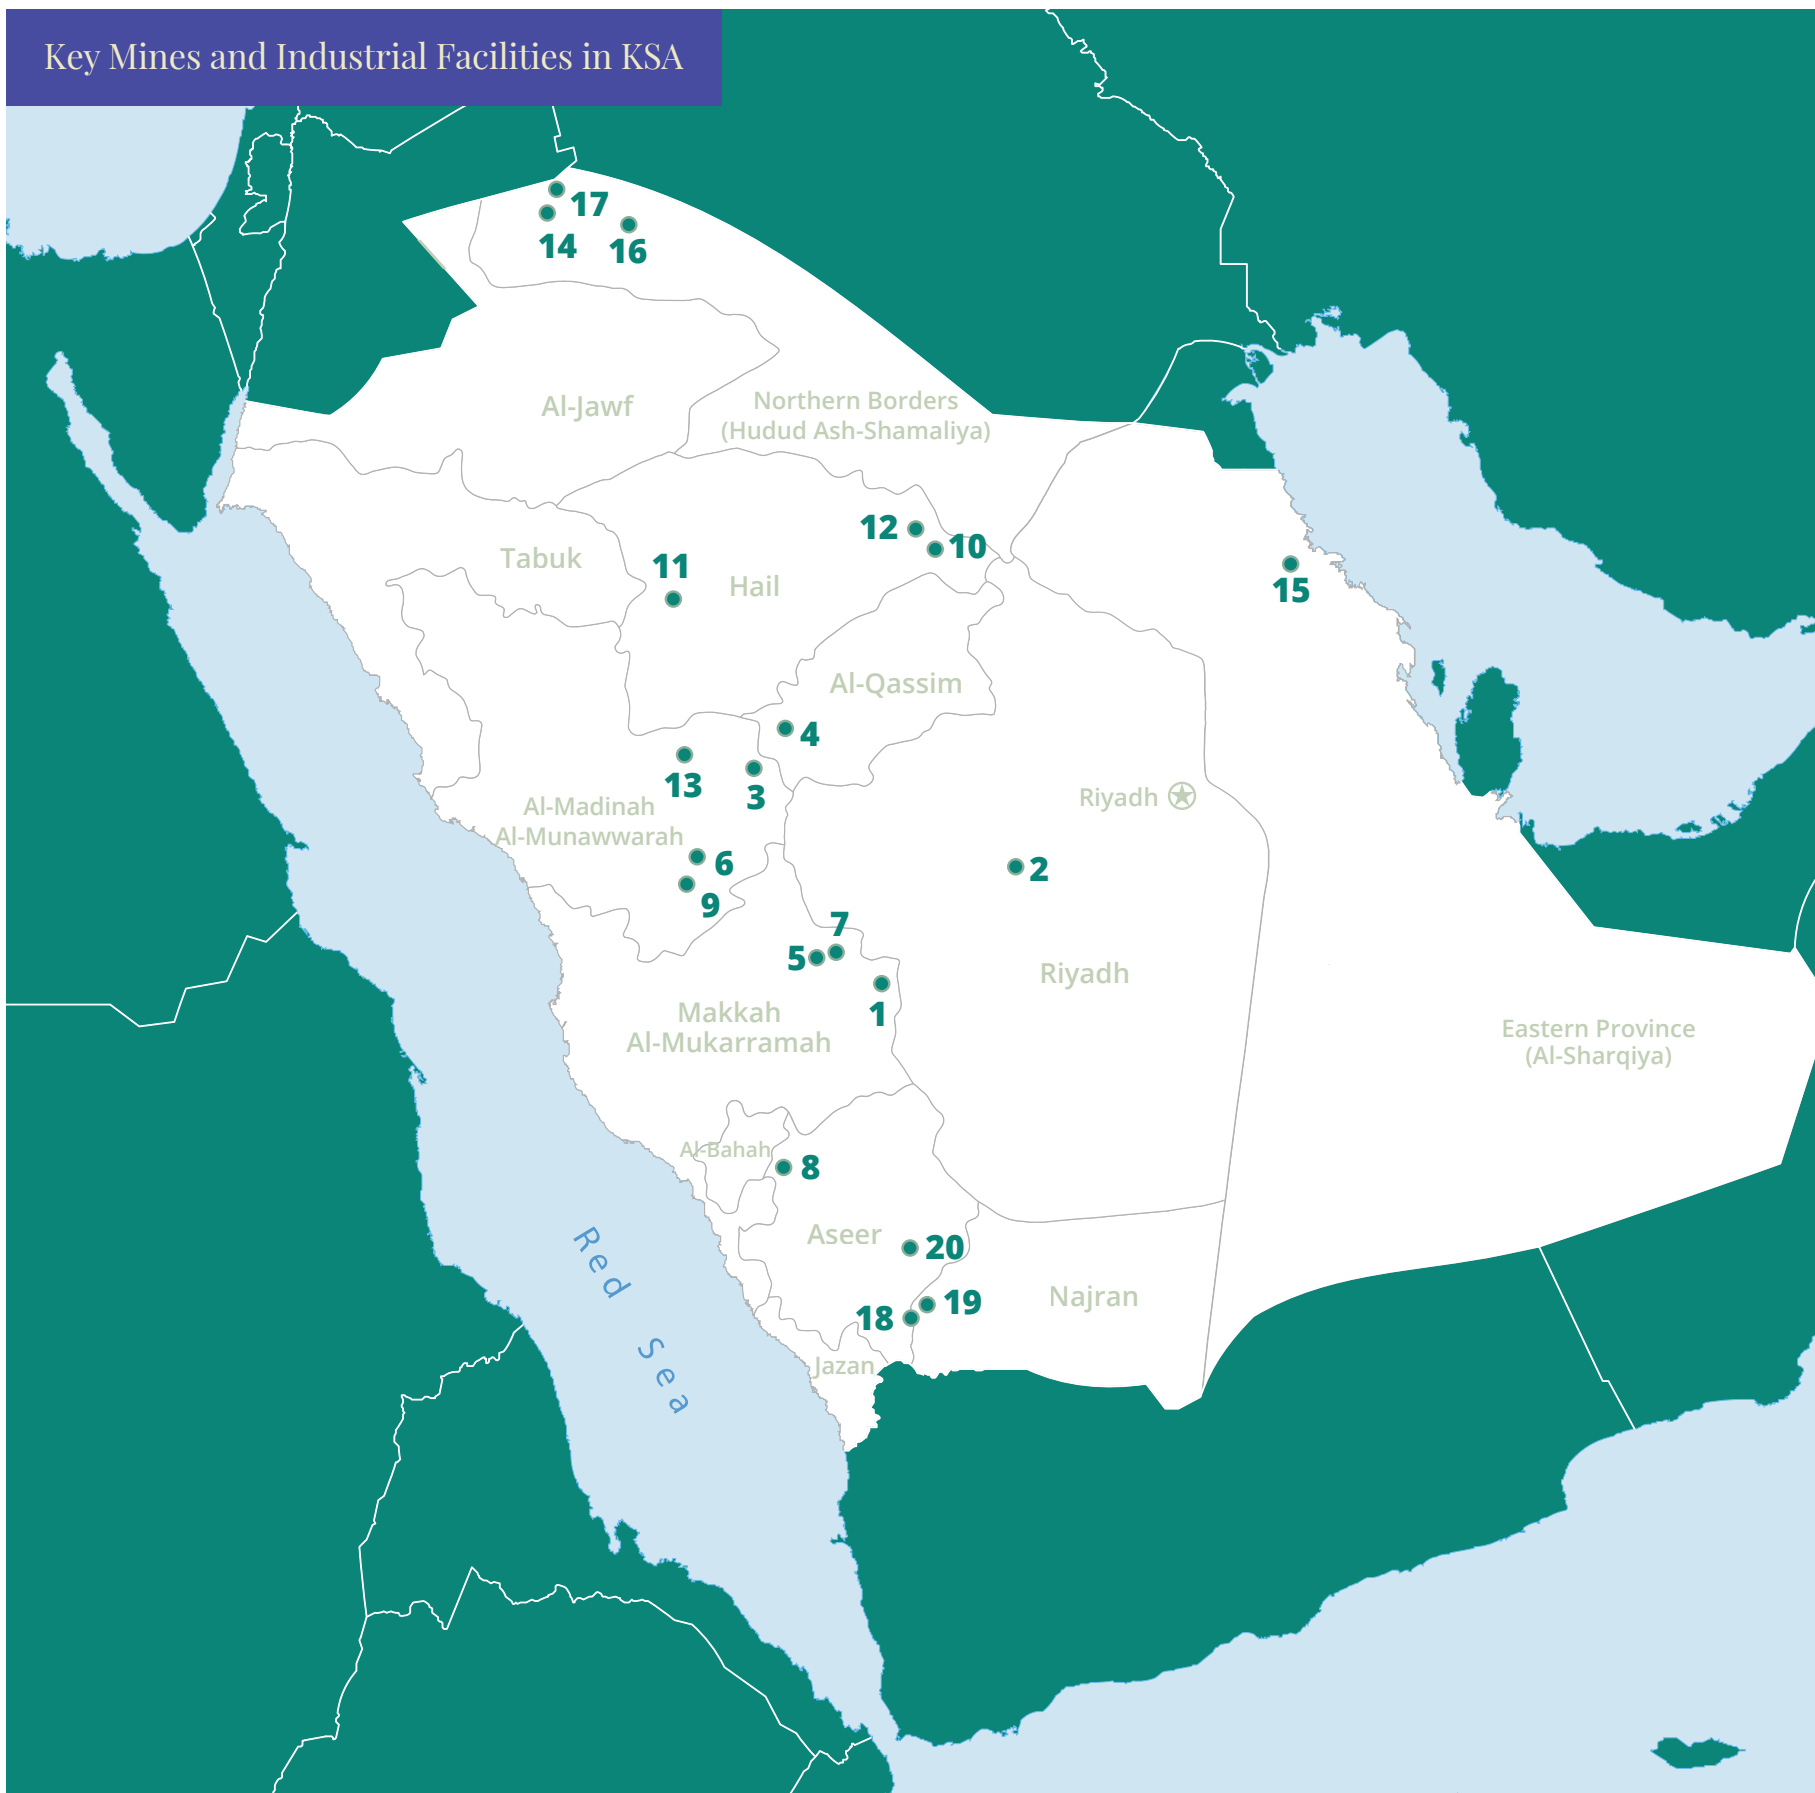 Key Mines and Industrial Facilities in KSA
17
14
16
Al-Jawf
Northern Borders
(Hudud Ash-Shamaliya)
12
10
Tabuk
11
Hail
15
Al-Qassim
4
13
3
Al-Madinah
Al-Munawwarah
Riyadh
6
2
9
7
5
Riyadh
1
Makkah
Al-Mukarramah
Eastern Province
(Al-Sharqiya)
Al-Bahah
8
Aseer
20
Red Sea
Najran
19
18
Jazan